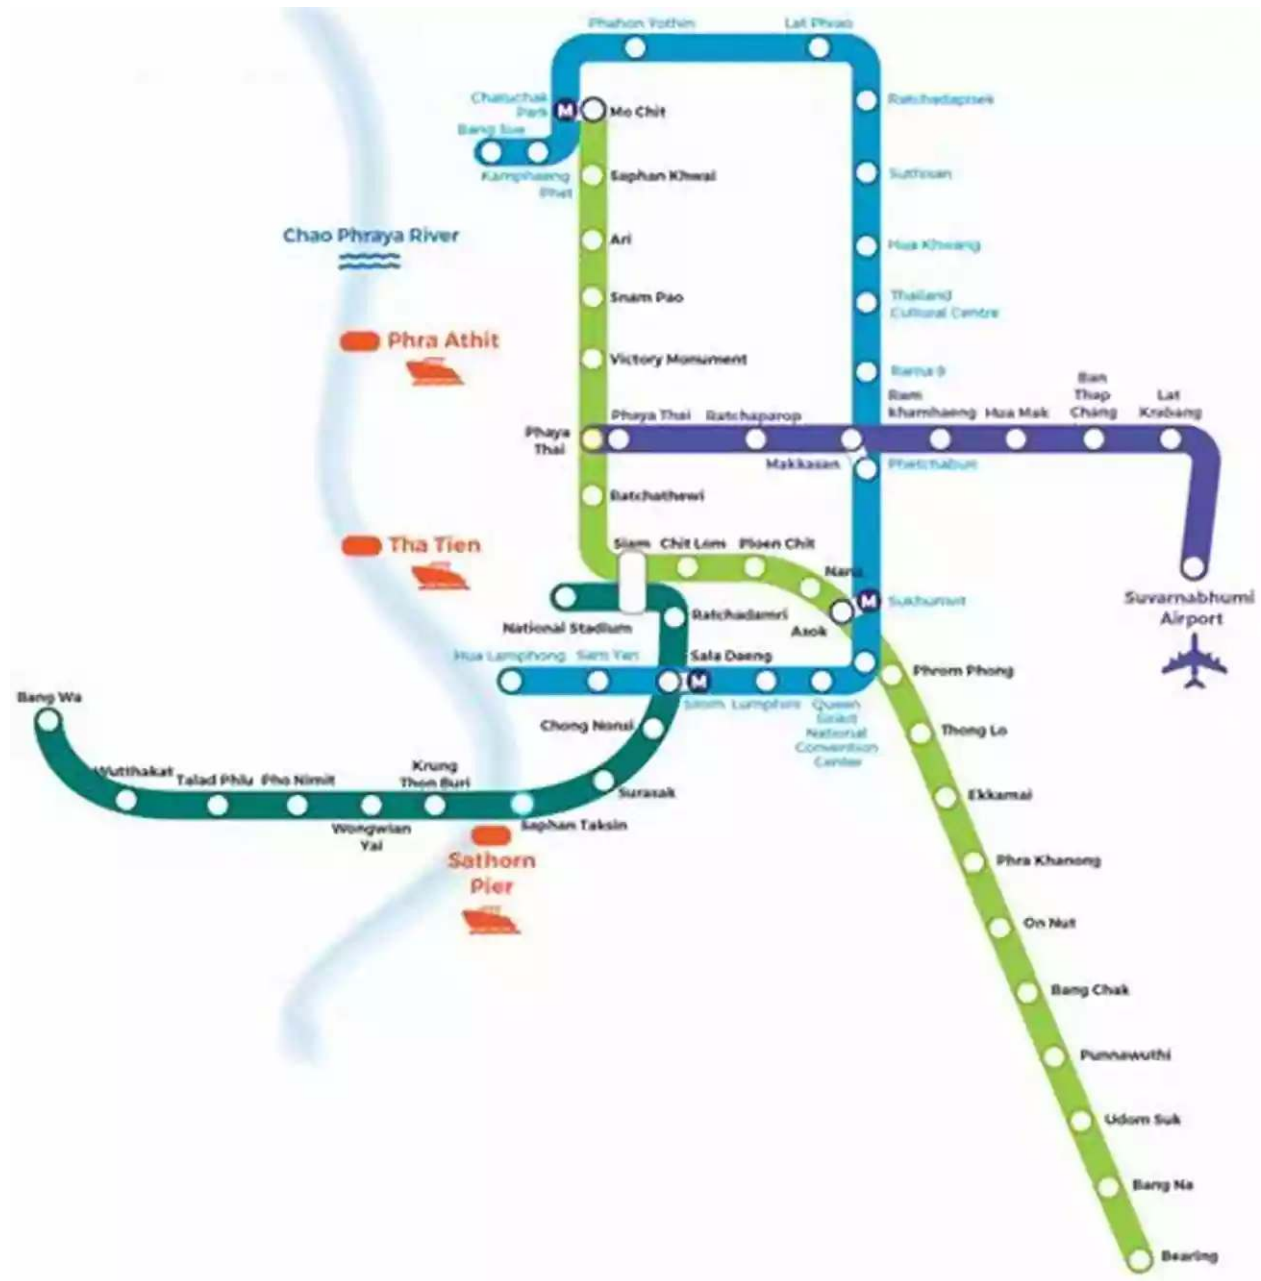 Phahon Yothin
Lat Phrao
Chatuchak
Park
M
Mo Chit
Ratchadapisek
Bang Sue
Kamphaeng
Phet
Saphan Khwai
Sutthisan
Chao Phraya River
Ari
Hua Khwang
Snam Pao
Thailand
Cultural Centre
Phra Athit
Victory Monument
Rama 9
Phaya
Thai
Phaya Thai
Ratchaparop
Ram
khamhaeng
Hua Mak
Ban
Thap
Chang
Lat
Krabang
Makkasan
Phetchaburi
Ratchathewi
Tha Tien
Siam
Chit Lom
Ploen Chit
Nana
M
Sukhumvit
Suvarnabhumi
Airport
National Stadium
Ratchadamri
Asok
Hua Lamphong
Sam Yan
Sala Daeng
Phrom Phong
Bang Wa
M
Silom
Lumphini
Queen
Sirikit
National
Convention
Center
Chong Nonsi
Thong Lo
Wutthakat
Talad Phlu
Pho Nimit
Krung
Thon Buri
Surasak
Ekkamai
Wongwian
Yai
Saphan Taksin
Sathorn
Pier
Phra Khanong
On Nut
Bang Chak
Punnawuthi
Udom Suk
Bang Na
Bearing